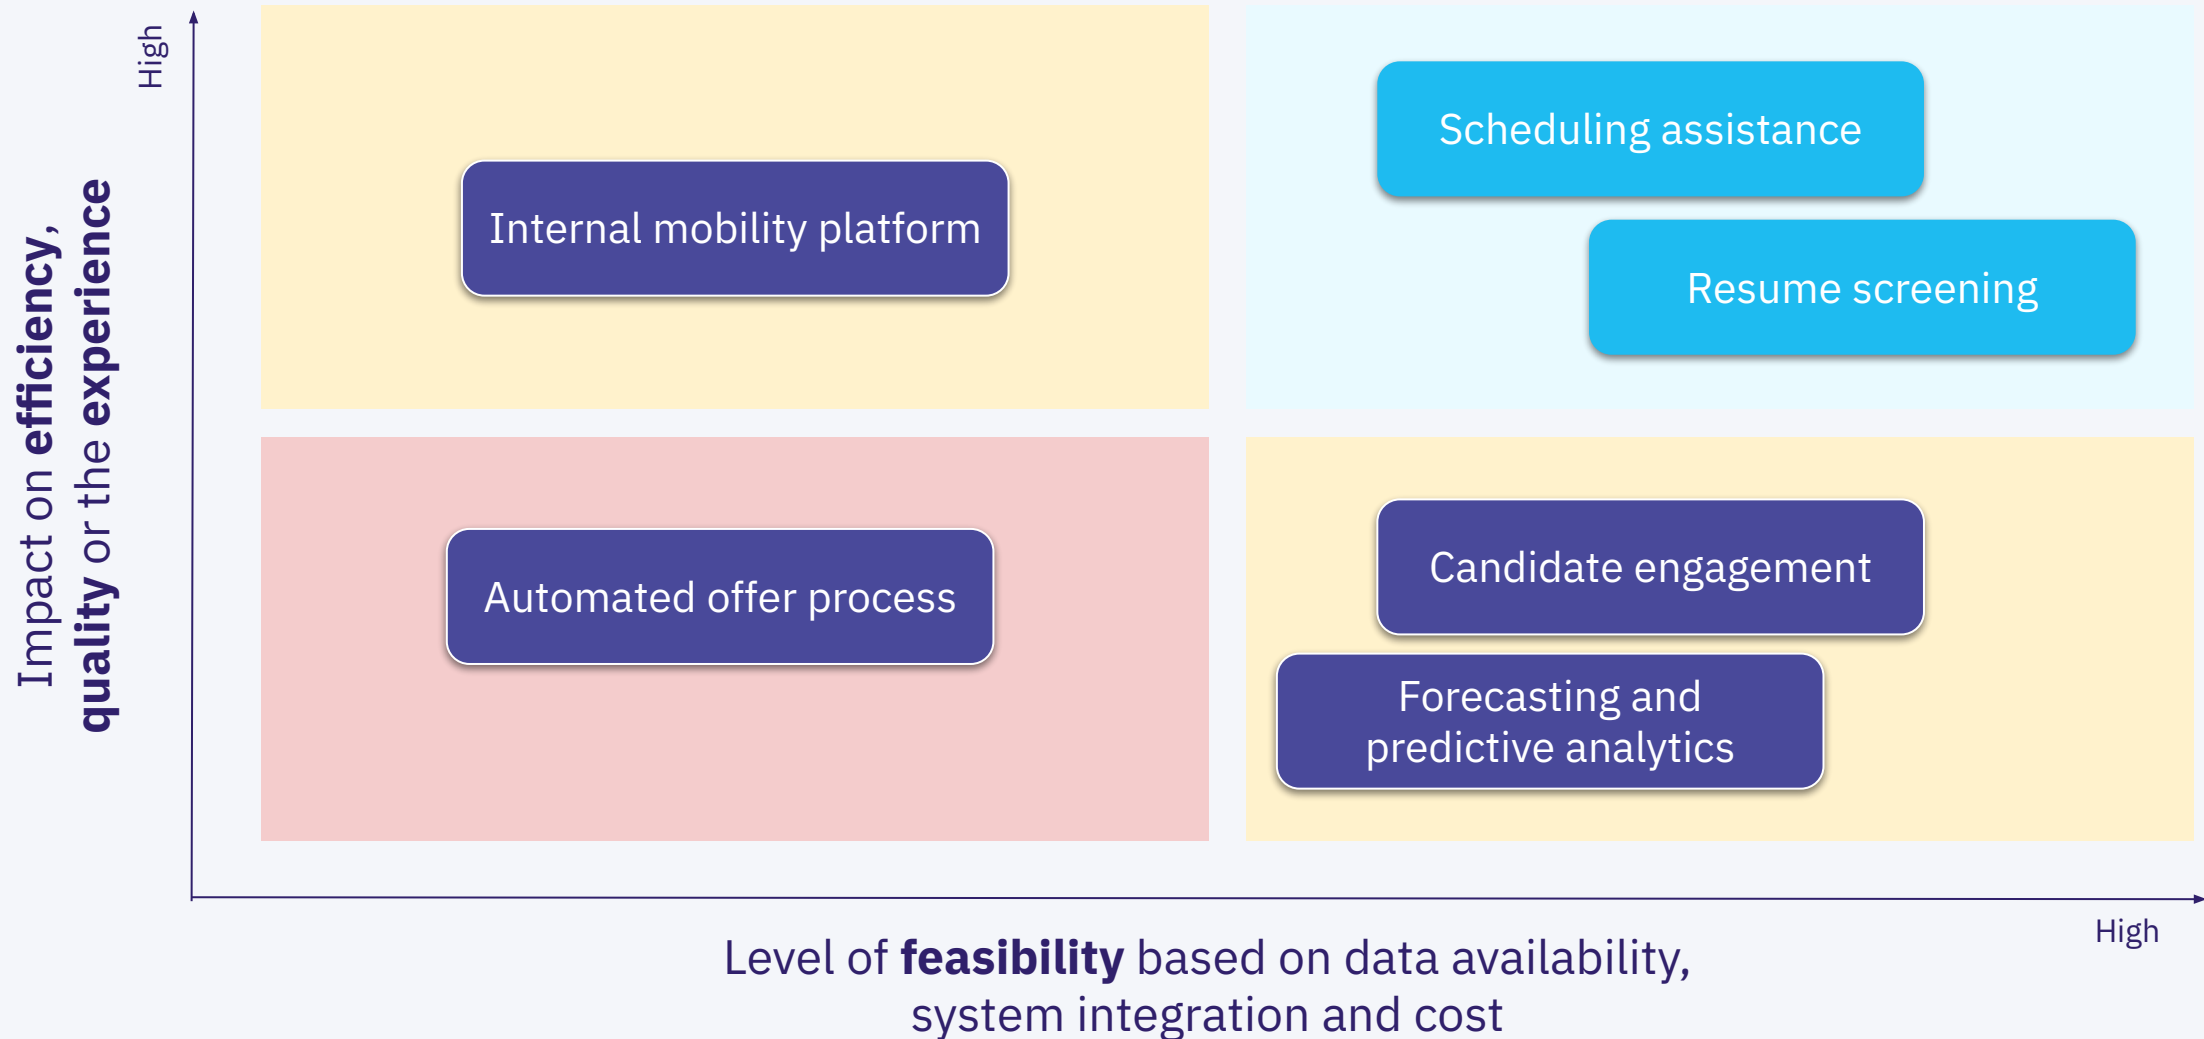 High
Impact on efficiency,
quality or the experience
Scheduling assistance
Internal mobility platform
Resume screening
Automated offer process
Candidate engagement
Forecasting and
predictive analytics
High
Level of feasibility based on data availability,
system integration and cost